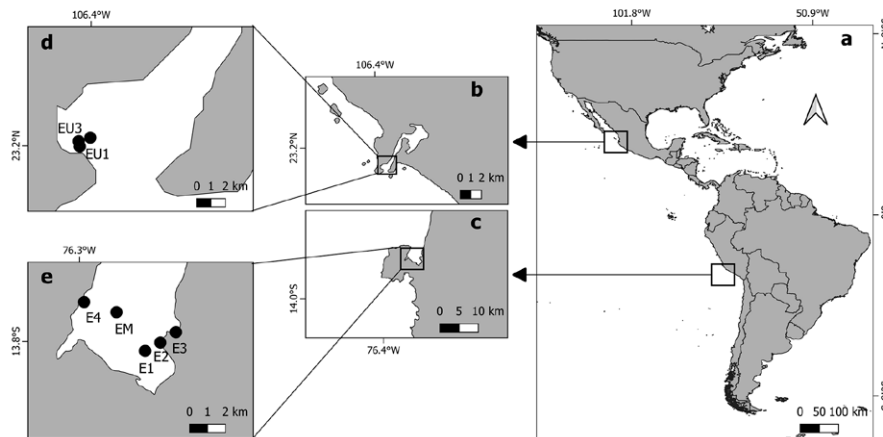 d
106.4°W
23.2°N
EU3
EU1
0 1 2 km
b
106.4°W
23.2°N
0 1 2 km
c
14.0°S
76.4°W
0 5 10 km
e
76.3°W
13.8°S
E4
EM
E3
E2
E1
0 1 2 km
a
101.8°W
50.9°W
0 50 100 km